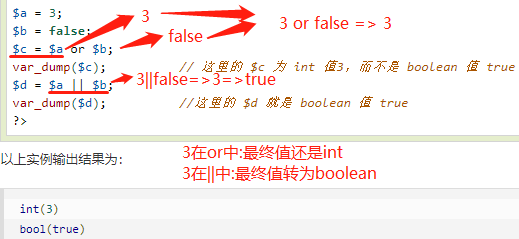 $a = 3;
$b = false;
$c = $a or $b;
var_dump($c); // 这里的 $c 为 int 值3，而不是 boolean 值 true
$d = $a || $b;
var_dump($d); //这里的 $d 就是 boolean 值 true
?>
3
false
3 or false => 3
3||false=>3=>true
以上实例输出结果为：
3在or中:最终值还是int
3在||中:最终值转为boolean
int(3)
bool(true)